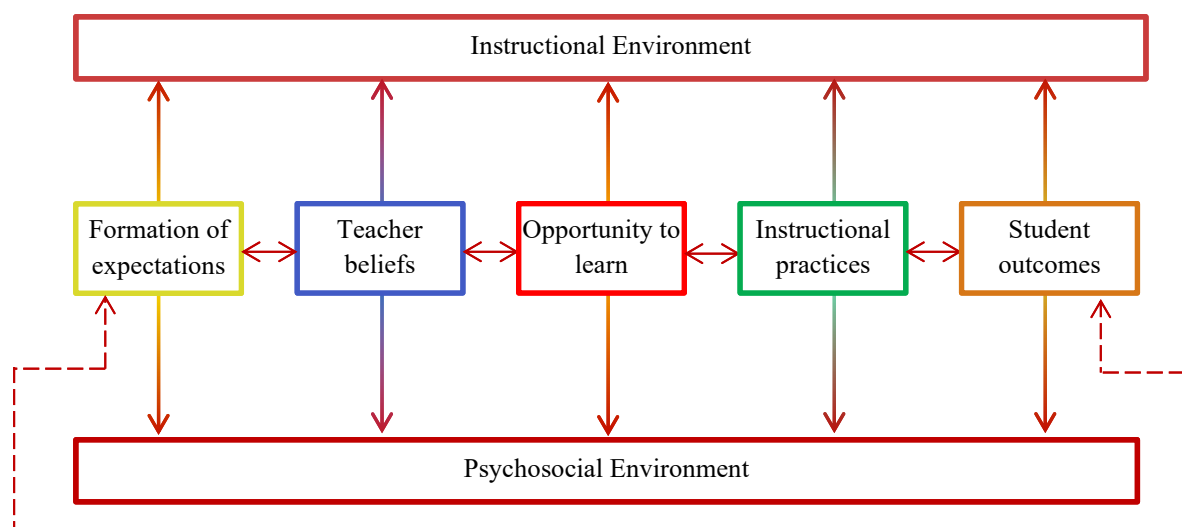 Instructional Environment
Formation of
expectations
Teacher
beliefs
Opportunity to
learn
Instructional
practices
Student
outcomes
Psychosocial Environment